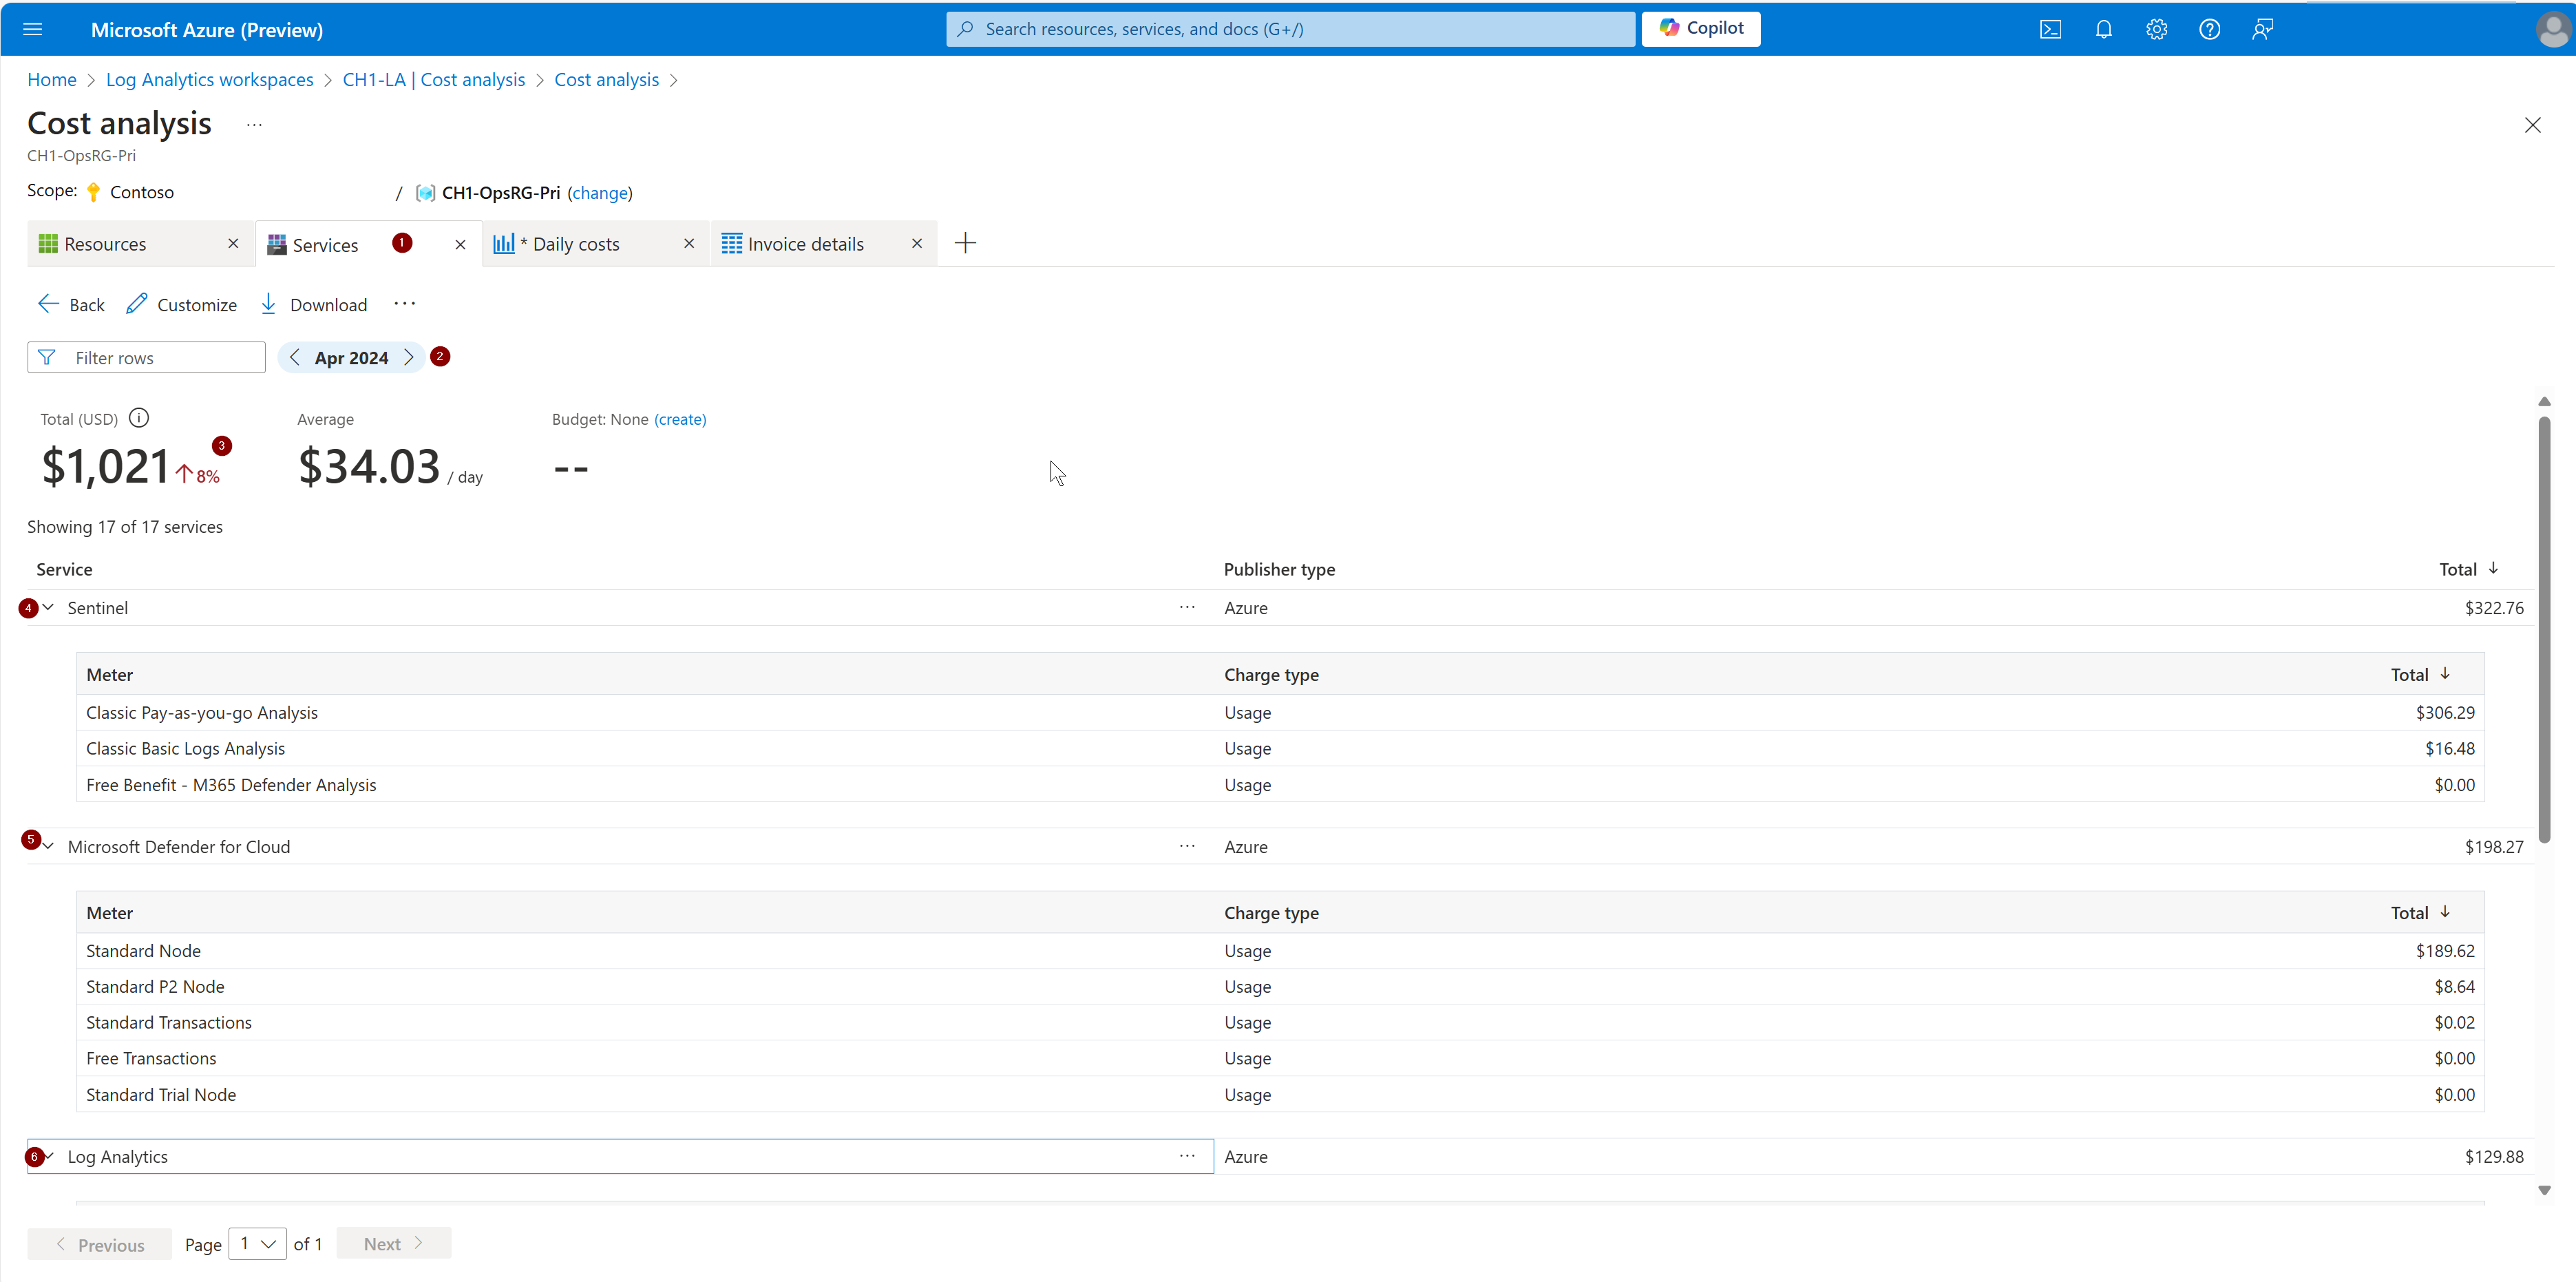 Microsoft Azure (Preview)
Search resources, services, and docs (G+/)
Copilot
Home > Log Analytics workspaces > CH1-LA | Cost analysis > Cost analysis >
Cost analysis ...
CH1-OpsRG-Pri
Scope: Contoso / CH1-OpsRG-Pri (change)
Resources × Services 1 × * Daily costs × Invoice details × +
Back Customize Download ...
Filter rows < Apr 2024 > 2
Total (USD) Average Budget: None (create)
3
$1,021 ↑ 8% $34.03 / day --
Showing 17 of 17 services
Service Publisher type Total ↓
4 Sentinel ... Azure $322.76
Meter Charge type Total ↓
Classic Pay-as-you-go Analysis Usage $306.29
Classic Basic Logs Analysis Usage $16.48
Free Benefit - M365 Defender Analysis Usage $0.00
5 Microsoft Defender for Cloud ... Azure $198.27
Meter Charge type Total ↓
Standard Node Usage $189.62
Standard P2 Node Usage $8.64
Standard Transactions Usage $0.02
Free Transactions Usage $0.00
Standard Trial Node Usage $0.00
6 Log Analytics ... Azure $129.88
< Previous Page 1 of 1 Next >